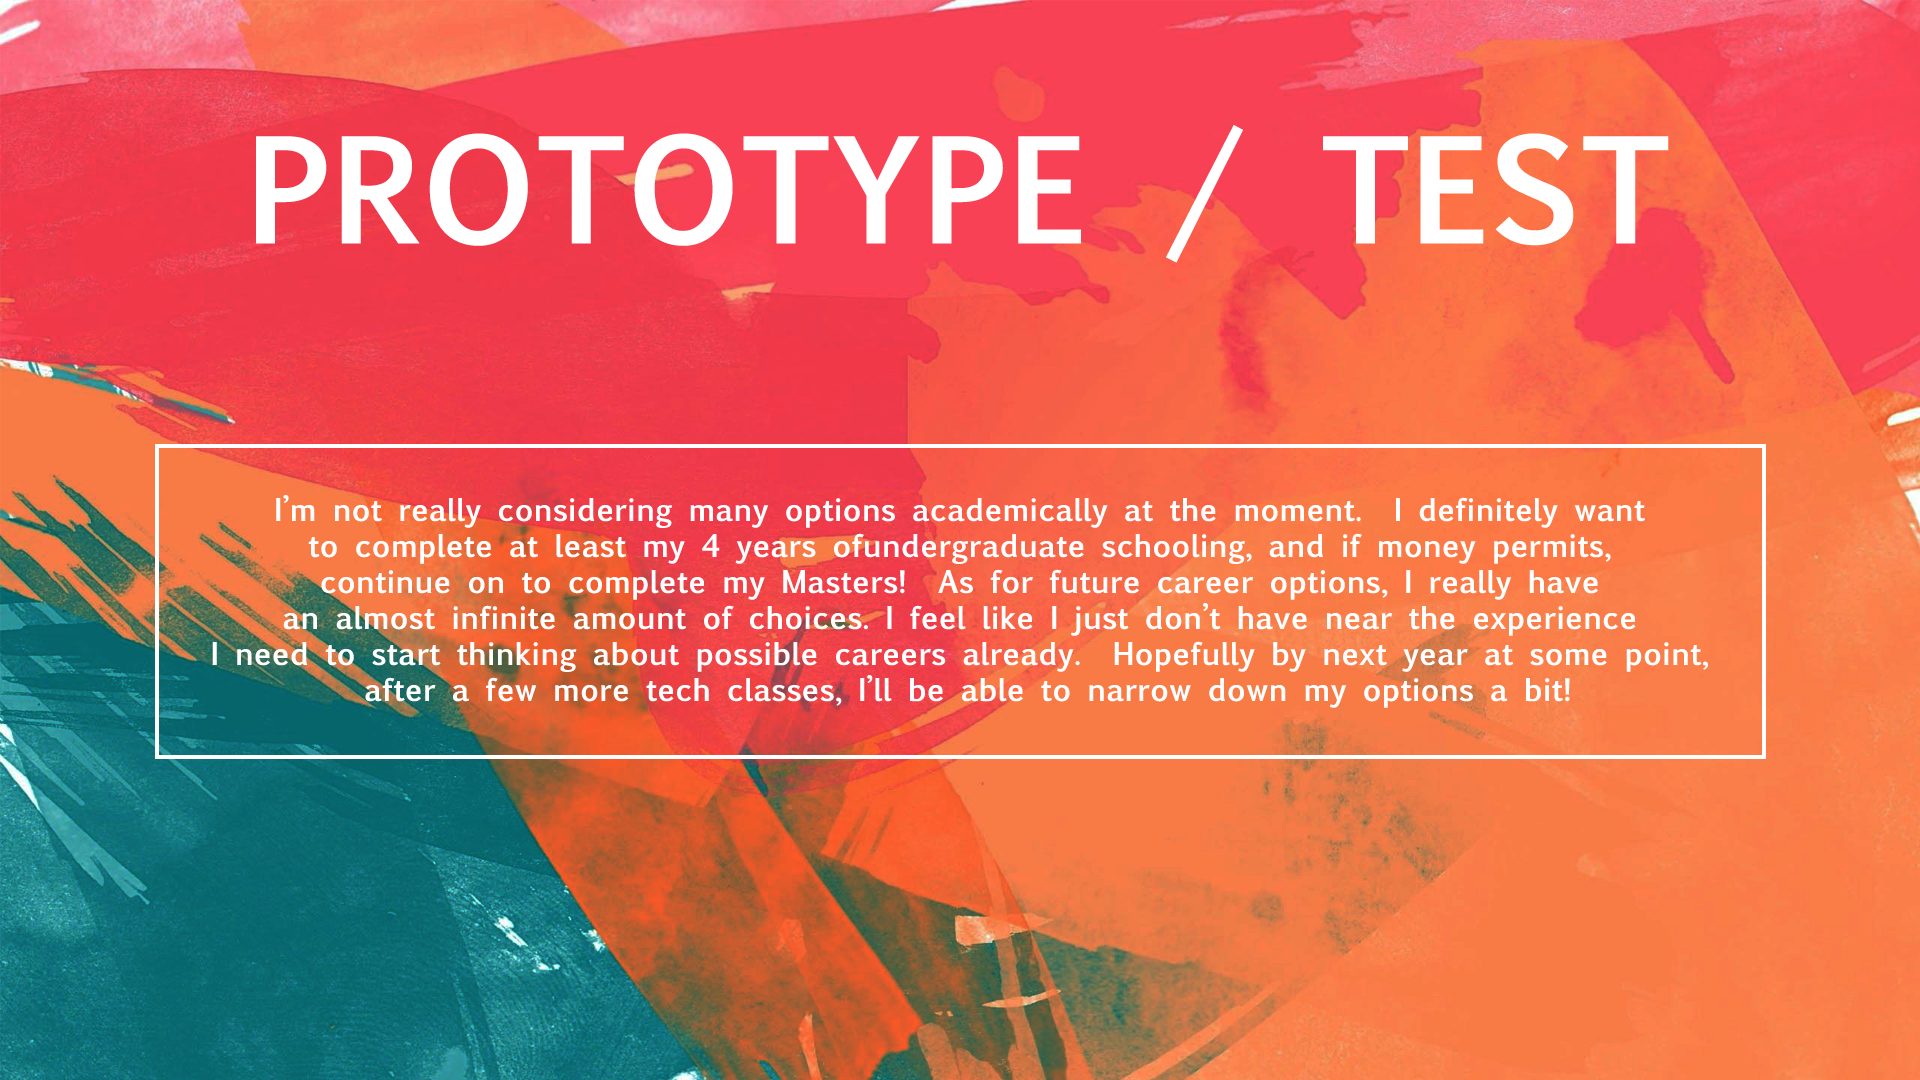 PROTOTYPE / TEST
I’m not really considering many options academically at the moment.  I definitely want
to complete at least my 4 years ofundergraduate schooling, and if money permits,
continue on to complete my Masters!  As for future career options, I really have
an almost infinite amount of choices. I feel like I just don’t have near the experience
I need to start thinking about possible careers already.  Hopefully by next year at some point,
after a few more tech classes, I’ll be able to narrow down my options a bit!